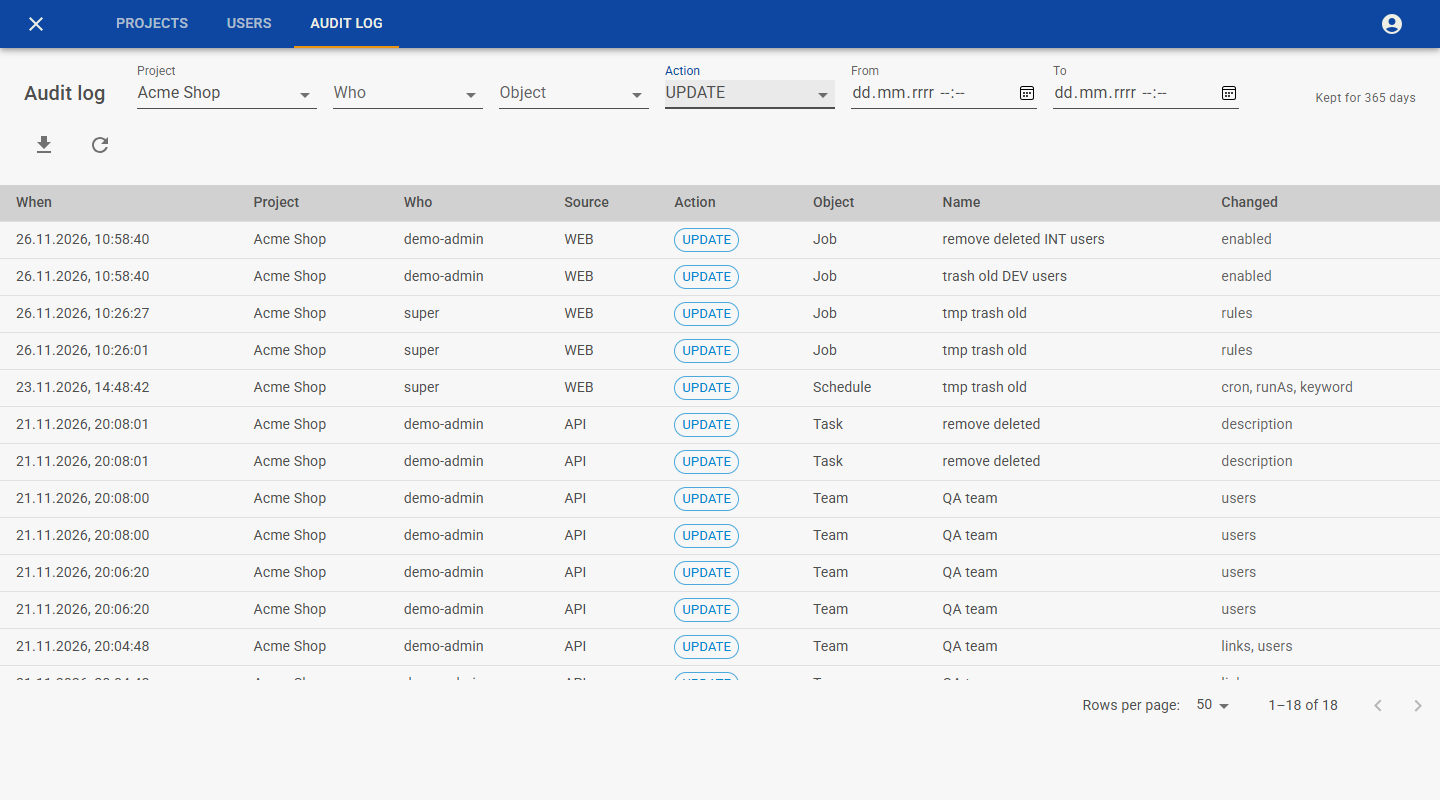 PROJECTS USERS AUDIT LOG
Project Action From To
Audit log Acme Shop Who Object UPDATE dd.mm.rrrr --:-- dd.mm.rrrr --:-- Kept for 365 days
When Project Who Source Action Object Name Changed
26.11.2026, 10:58:40 Acme Shop demo-admin WEB UPDATE Job remove deleted INT users enabled
26.11.2026, 10:58:40 Acme Shop demo-admin WEB UPDATE Job trash old DEV users enabled
26.11.2026, 10:26:27 Acme Shop super WEB UPDATE Job tmp trash old rules
26.11.2026, 10:26:01 Acme Shop super WEB UPDATE Job tmp trash old rules
23.11.2026, 14:48:42 Acme Shop super WEB UPDATE Schedule tmp trash old cron, runAs, keyword
21.11.2026, 20:08:01 Acme Shop demo-admin API UPDATE Task remove deleted description
21.11.2026, 20:08:01 Acme Shop demo-admin API UPDATE Task remove deleted description
21.11.2026, 20:08:00 Acme Shop demo-admin API UPDATE Team QA team users
21.11.2026, 20:08:00 Acme Shop demo-admin API UPDATE Team QA team users
21.11.2026, 20:06:20 Acme Shop demo-admin API UPDATE Team QA team users
21.11.2026, 20:06:20 Acme Shop demo-admin API UPDATE Team QA team users
21.11.2026, 20:04:48 Acme Shop demo-admin API UPDATE Team QA team links, users
Rows per page: 50 1–18 of 18